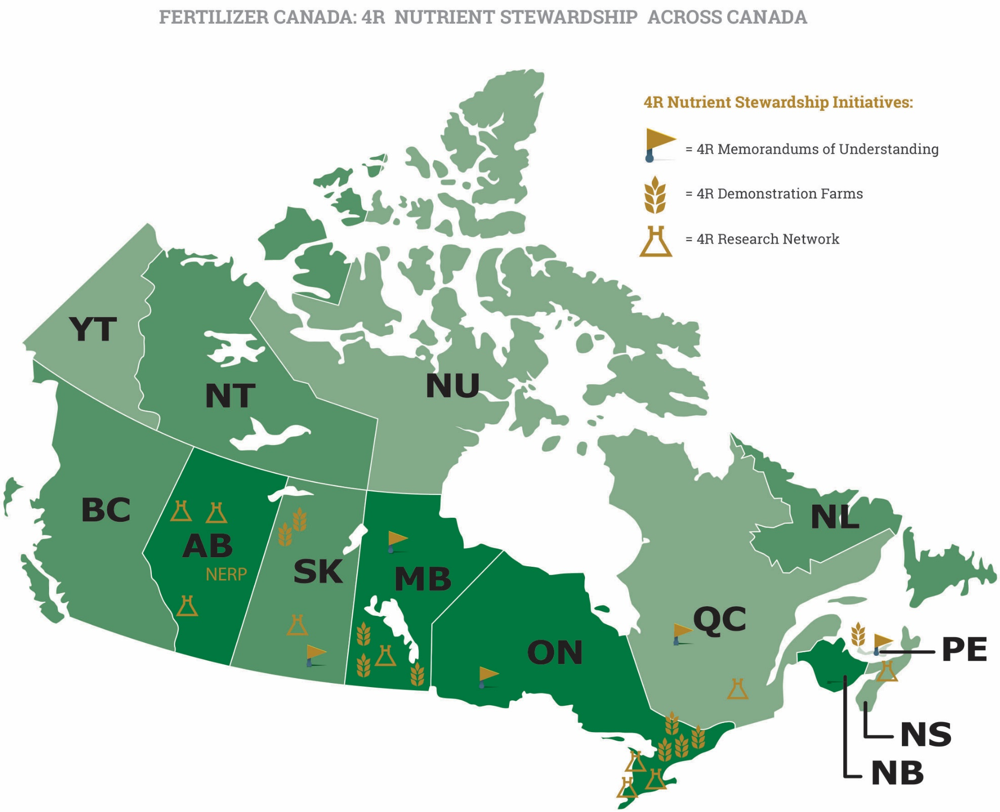 FERTILIZER CANADA: 4R NUTRIENT STEWARDSHIP ACROSS CANADA
4R Nutrient Stewardship Initiatives:
= 4R Memorandums of Understanding
= 4R Demonstration Farms
= 4R Research Network
YT
NT
NU
BC
AB
NERP
SK
MB
ON
QC
NL
PE
NS
NB